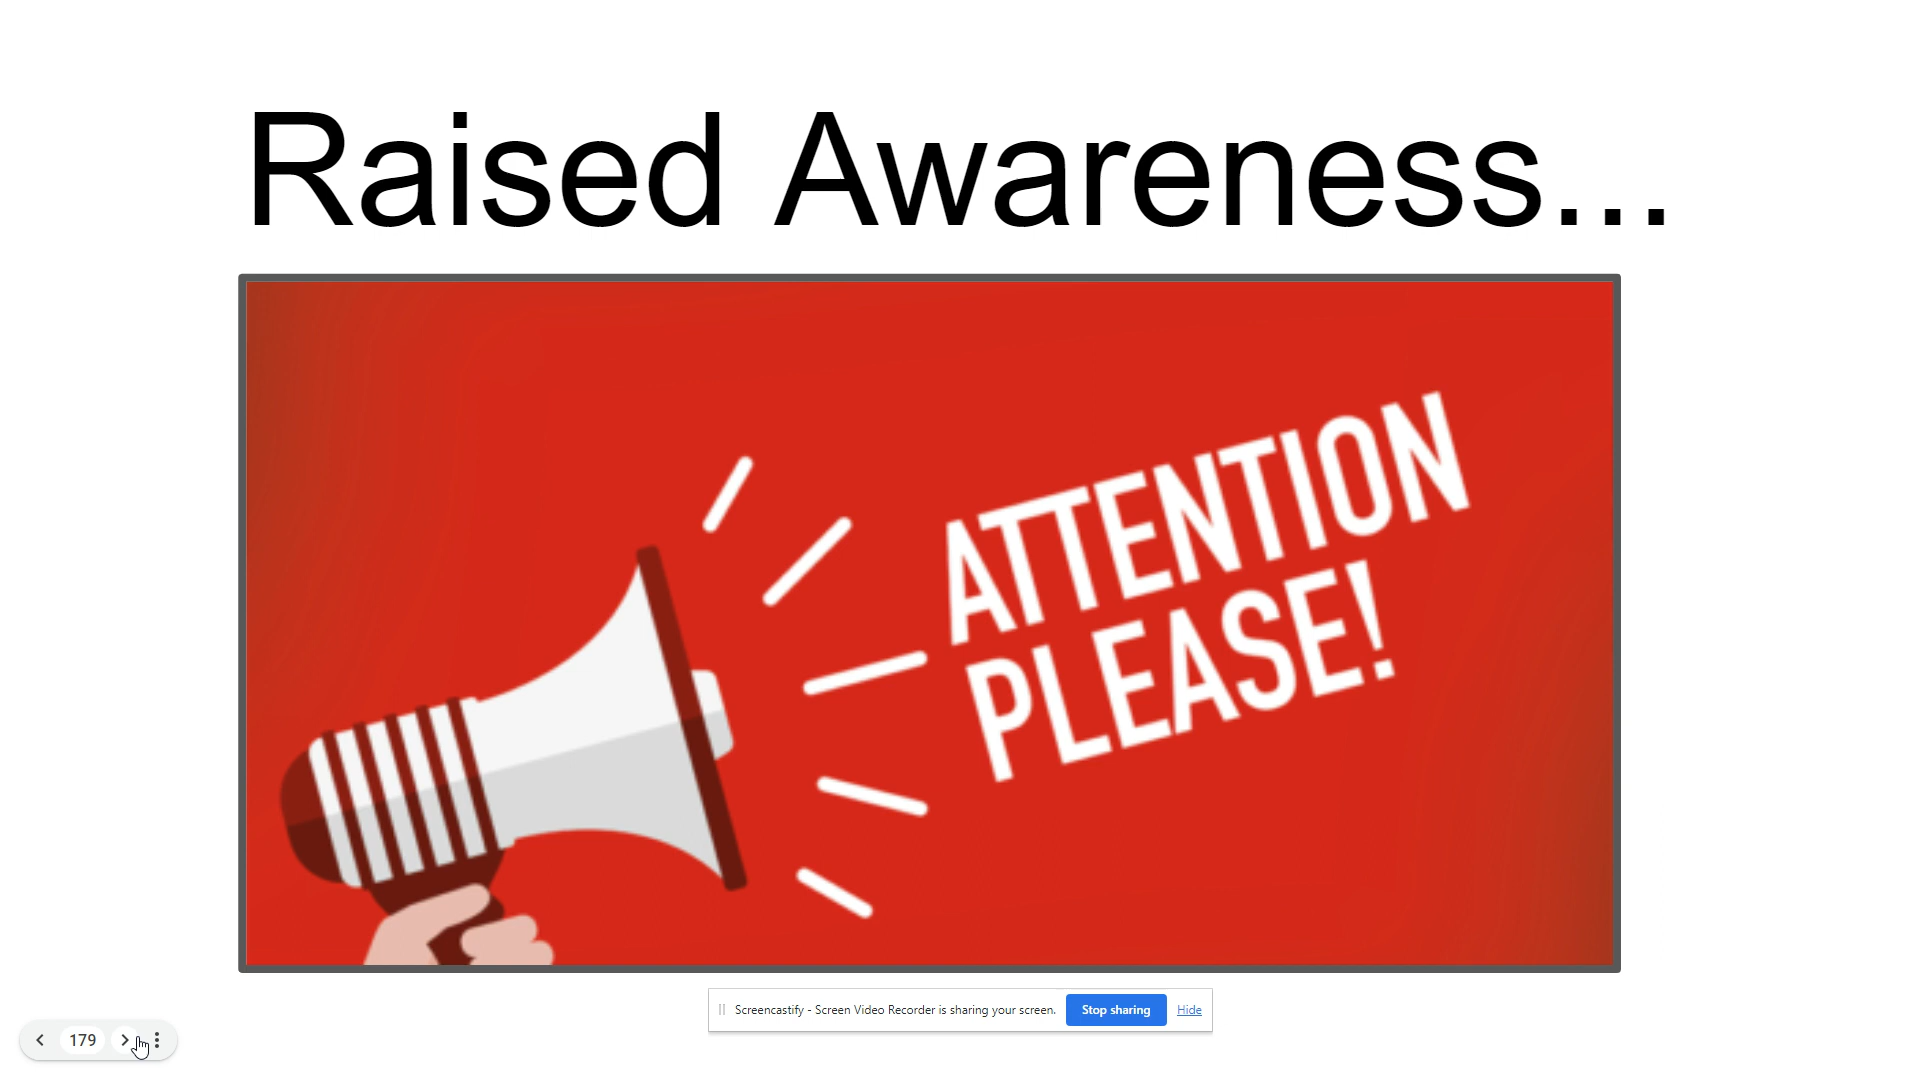 Raised Awareness...
ATTENTION
PLEASE!
Screencastify - Screen Video Recorder is sharing your screen.
Stop sharing
Hide
179